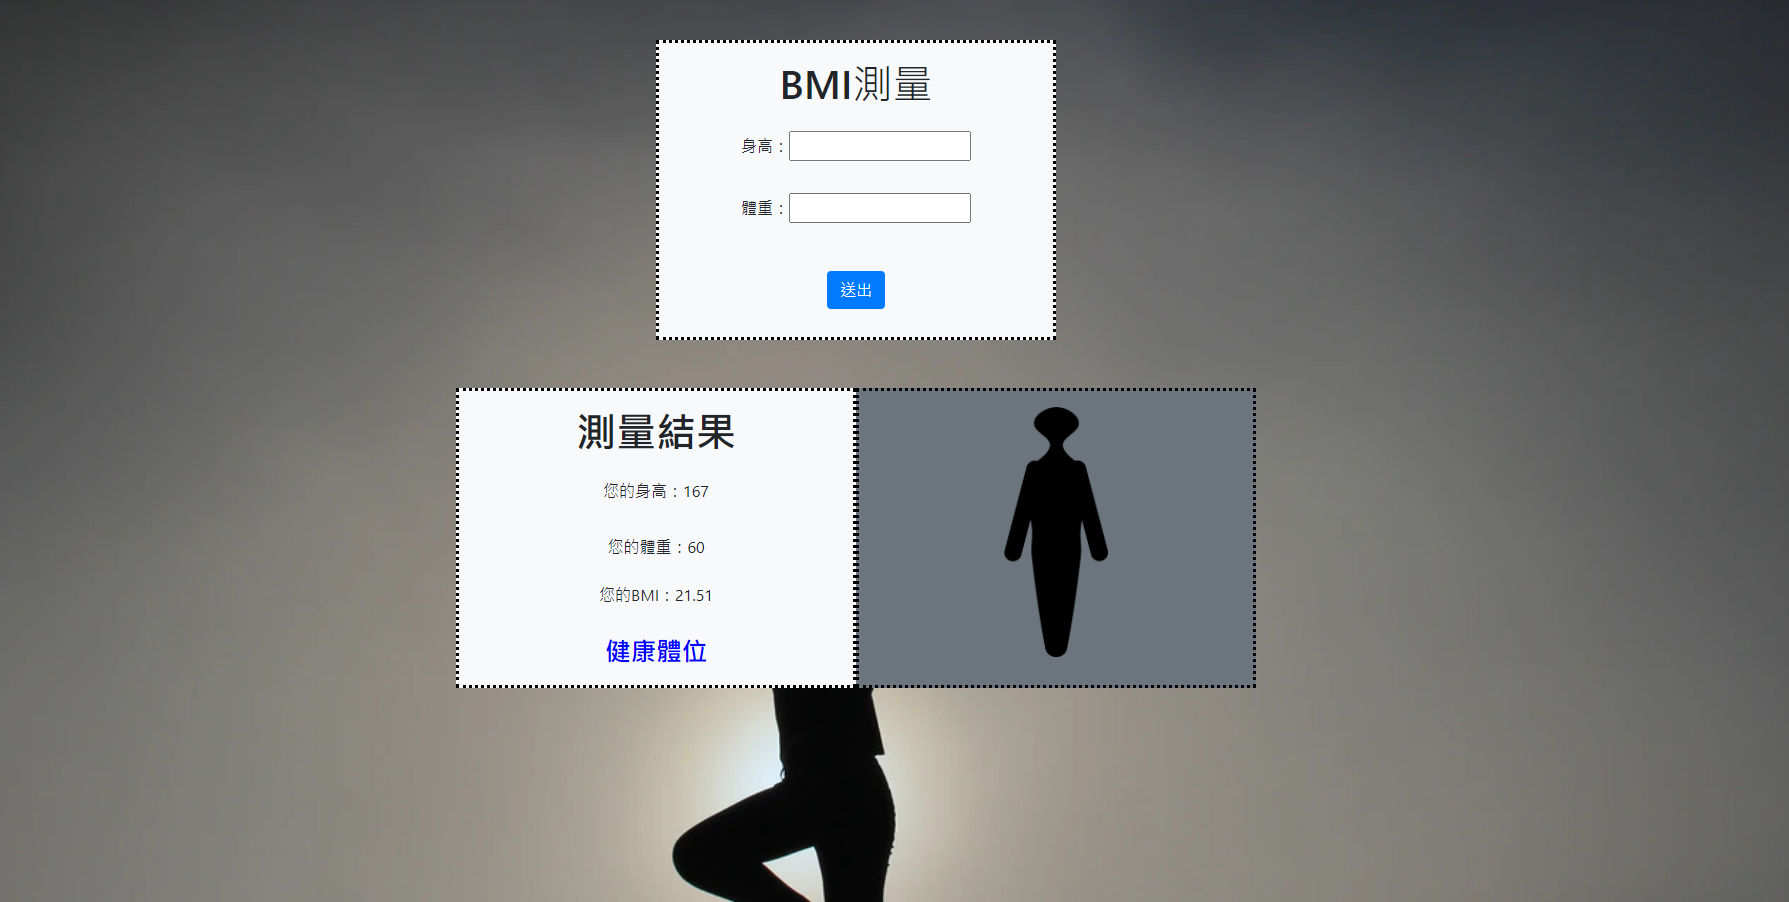 BMI測量
身高：
體重：
送出
測量結果
您的身高：167
您的體重：60
您的BMI：21.51
健康體位